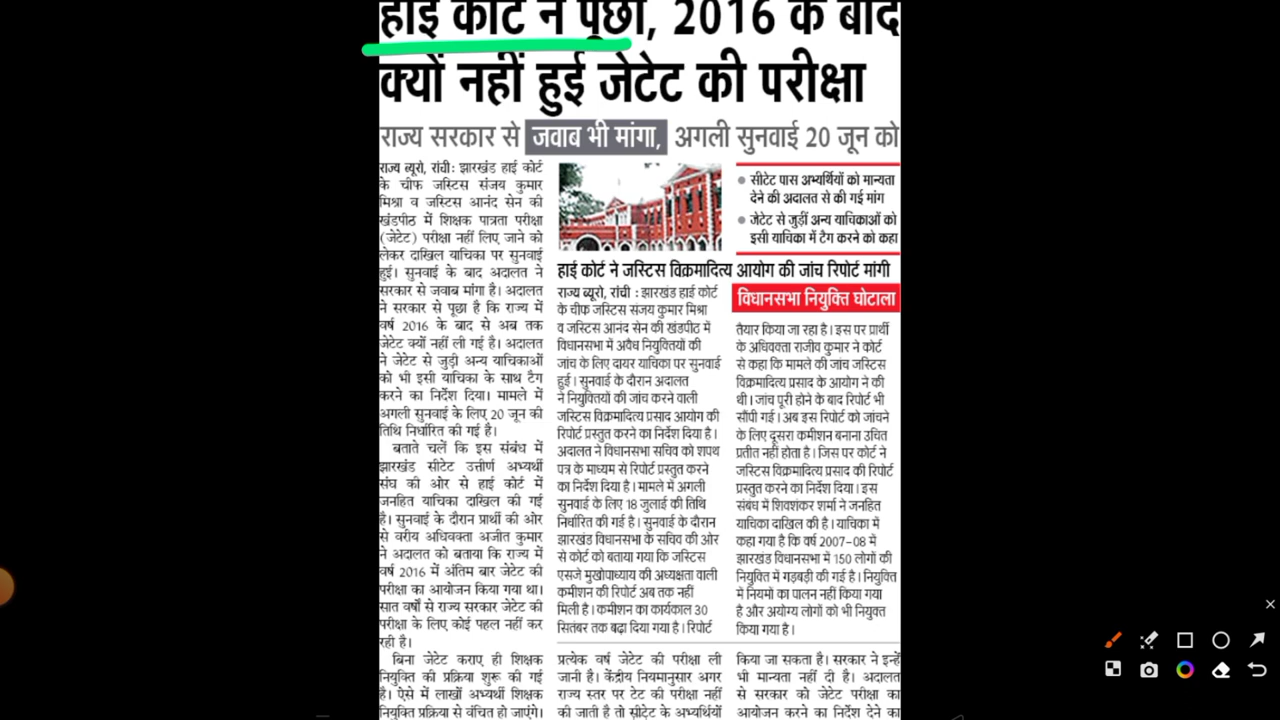 हाई कोर्ट ने पूछा, 2016 के बाद
क्यों नहीं हुई जेटेट की परीक्षा
राज्य सरकार से जवाब भी मांगा, अगली सुनवाई 20 जून को
राज्य ब्यूरो, रांची: झारखंड हाई कोर्ट
के चीफ जस्टिस संजय कुमार
मिश्रा व जस्टिस आनंद सेन की
खंडपीठ में शिक्षक पात्रता परीक्षा
(जेटेट) परीक्षा नहीं लिए जाने को
लेकर दाखिल याचिका पर सुनवाई
हुई। सुनवाई के बाद अदालत ने
सरकार से जवाब मांगा है। अदालत
ने सरकार से पूछा है कि राज्य में
वर्ष 2016 के बाद से अब तक
जेटेट क्यों नहीं ली गई है। अदालत
ने जेटेट से जुड़ी अन्य याचिकाओं
को भी इसी याचिका के साथ टैग
करने का निर्देश दिया। मामले में
अगली सुनवाई के लिए 20 जून की
तिथि निर्धारित की गई है।
बताते चलें कि इस संबंध में
झारखंड सीटेट उत्तीर्ण अभ्यर्थी
संघ की ओर से हाई कोर्ट में
जनहित याचिका दाखिल की गई
है। सुनवाई के दौरान प्रार्थी की ओर
से वरीय अधिवक्ता अजीत कुमार
ने अदालत को बताया कि राज्य में
वर्ष 2016 में अंतिम बार जेटेट की
परीक्षा का आयोजन किया गया था।
सात वर्षों से राज्य सरकार जेटेट की
परीक्षा के लिए कोई पहल नहीं कर
रही है।
बिना जेटेट कराए ही शिक्षक
नियुक्ति की प्रक्रिया शुरू की गई
है। ऐसे में लाखों अभ्यर्थी शिक्षक
नियुक्ति प्रक्रिया से वंचित हो जाएंगे।
● सीटेट पास अभ्यर्थियों को मान्यता
देने की अदालत से की गई मांग
● जेटेट से जुड़ीं अन्य याचिकाओं को
इसी याचिका में टैग करने को कहा
हाई कोर्ट ने जस्टिस विक्रमादित्य आयोग की जांच रिपोर्ट मांगी
राज्य ब्यूरो, रांची : झारखंड हाई कोर्ट
के चीफ जस्टिस संजय कुमार मिश्रा
व जस्टिस आनंद सेन की खंडपीठ में
विधानसभा में अवैध नियुक्तियों की
जांच के लिए दायर याचिका पर सुनवाई
हुई। सुनवाई के दौरान अदालत
ने नियुक्तियों की जांच करने वाली
जस्टिस विक्रमादित्य प्रसाद आयोग की
रिपोर्ट प्रस्तुत करने का निर्देश दिया है।
अदालत ने विधानसभा सचिव को शपथ
पत्र के माध्यम से रिपोर्ट प्रस्तुत करने
का निर्देश दिया है। मामले में अगली
सुनवाई के लिए 18 जुलाई की तिथि
निर्धारित की गई है। सुनवाई के दौरान
झारखंड विधानसभा के सचिव की ओर
से कोर्ट को बताया गया कि जस्टिस
एसजे मुखोपाध्याय की अध्यक्षता वाली
कमीशन की रिपोर्ट अब तक नहीं
मिली है। कमीशन का कार्यकाल 30
सितंबर तक बढ़ा दिया गया है। रिपोर्ट
विधानसभा नियुक्ति घोटाला
तैयार किया जा रहा है। इस पर प्रार्थी
के अधिवक्ता राजीव कुमार ने कोर्ट
से कहा कि मामले की जांच जस्टिस
विक्रमादित्य प्रसाद के आयोग ने की
थी। जांच पूरी होने के बाद रिपोर्ट भी
सौंपी गई। अब इस रिपोर्ट को जांचने
के लिए दूसरा कमीशन बनाना उचित
प्रतीत नहीं होता है। जिस पर कोर्ट ने
जस्टिस विक्रमादित्य प्रसाद की रिपोर्ट
प्रस्तुत करने का निर्देश दिया। इस
संबंध में शिवशंकर शर्मा ने जनहित
याचिका दाखिल की है। याचिका में
कहा गया है कि वर्ष 2007-08 में
झारखंड विधानसभा में 150 लोगों की
नियुक्ति में गड़बड़ी की गई है। नियुक्ति
में नियमों का पालन नहीं किया गया
है और अयोग्य लोगों को भी नियुक्त
किया गया है।
प्रत्येक वर्ष जेटेट की परीक्षा ली
जानी है। केंद्रीय नियमानुसार अगर
राज्य स्तर पर टेट की परीक्षा नहीं
की जाती है तो सीटेट के अभ्यर्थियों
किया जा सकता है। सरकार ने इन्हें
भी मान्यता नहीं दी है। अदालत
से सरकार को जेटेट परीक्षा का
आयोजन करने का निर्देश देने का